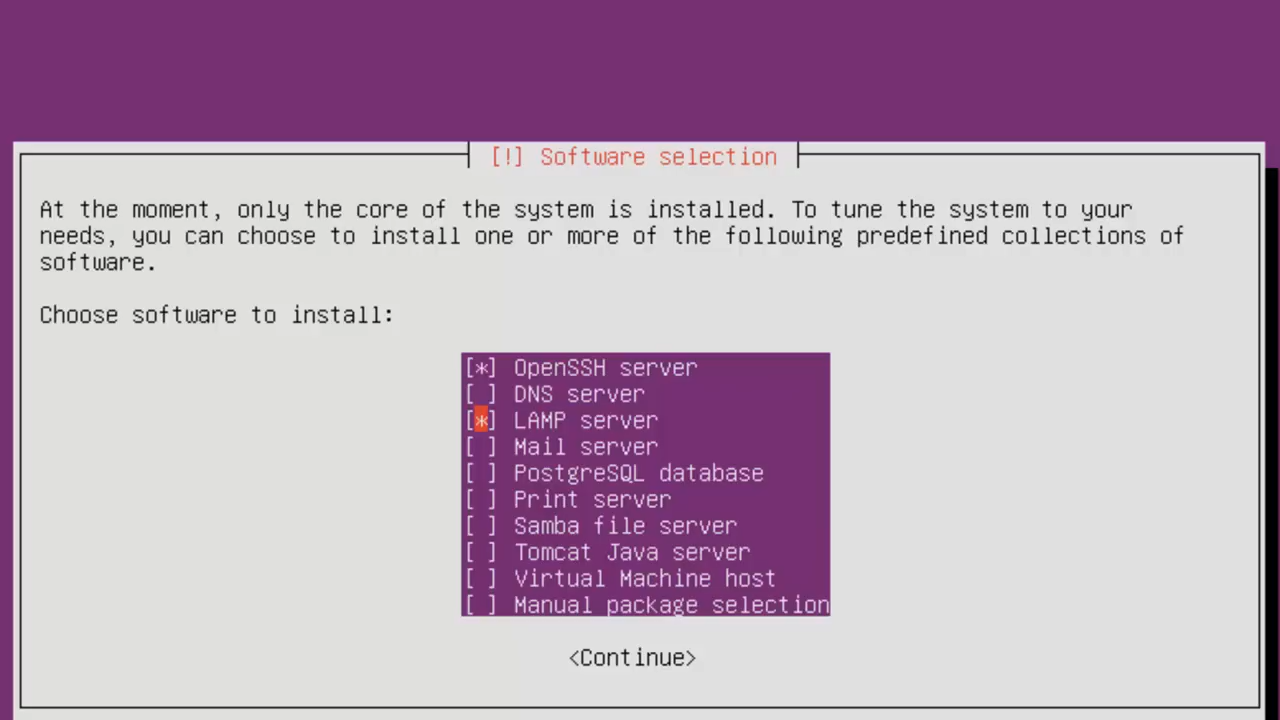 [!] Software selection
At the moment, only the core of the system is installed. To tune the system to your
needs, you can choose to install one or more of the following predefined collections of
software.
Choose software to install:
[*] OpenSSH server
[ ] DNS server
[*] LAMP server
[ ] Mail server
[ ] PostgreSQL database
[ ] Print server
[ ] Samba file server
[ ] Tomcat Java server
[ ] Virtual Machine host
[ ] Manual package selection
<Continue>